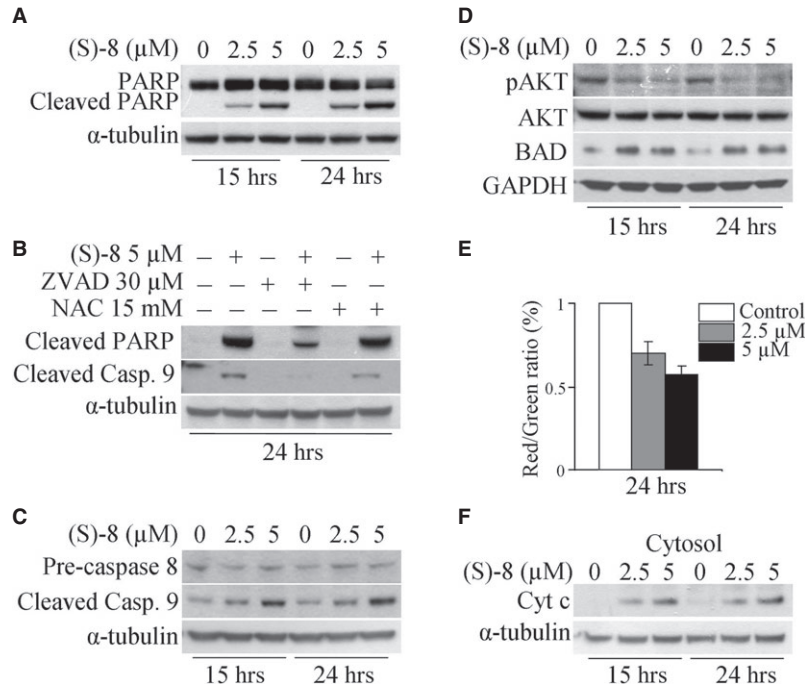 A
(S)-8 (µM) 0 2.5 5 0 2.5 5
PARP
Cleaved PARP
α-tubulin
15 hrs 24 hrs
B
(S)-8 5 µM – + – + – +
ZVAD 30 µM – – + + – –
NAC 15 mM – – – – + +
Cleaved PARP
Cleaved Casp. 9
α-tubulin
24 hrs
C
(S)-8 (µM) 0 2.5 5 0 2.5 5
Pre-caspase 8
Cleaved Casp. 9
α-tubulin
15 hrs 24 hrs
D
(S)-8 (µM) 0 2.5 5 0 2.5 5
pAKT
AKT
BAD
GAPDH
15 hrs 24 hrs
E
Red/Green ratio (%)
1
0.5
0
Control
2.5 µM
5 µM
24 hrs
F
Cytosol
(S)-8 (µM) 0 2.5 5 0 2.5 5
Cyt c
α-tubulin
15 hrs 24 hrs